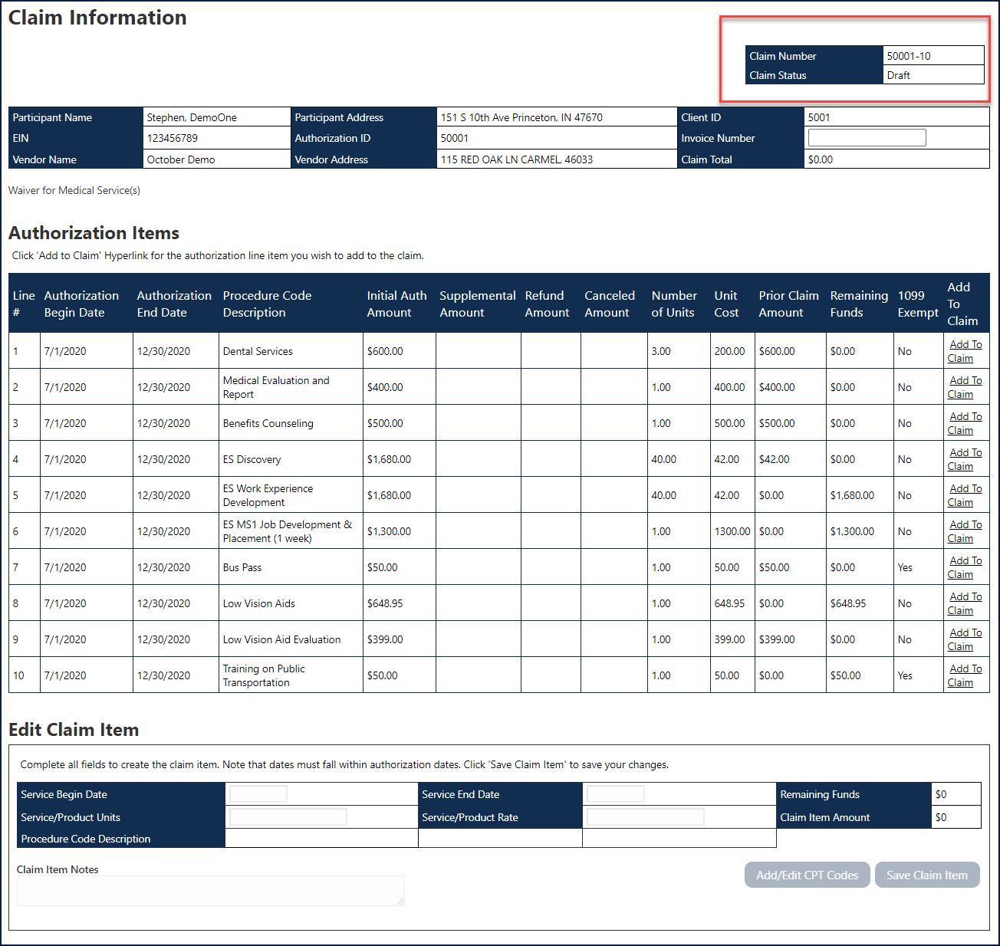 Claim Information
Claim Number 50001-10
Claim Status Draft
Participant Name Stephen, DemoOne Participant Address 151 S 10th Ave Princeton, IN 47670 Client ID 5001
EIN 123456789 Authorization ID 50001 Invoice Number
Vendor Name October Demo Vendor Address 115 RED OAK LN CARMEL, 46033 Claim Total $0.00
Waiver for Medical Service(s)
Authorization Items
Click 'Add to Claim' Hyperlink for the authorization line item you wish to add to the claim.
Line # Authorization Begin Date Authorization End Date Procedure Code Description Initial Auth Amount Supplemental Amount Refund Amount Canceled Amount Number of Units Unit Cost Prior Claim Amount Remaining Funds 1099 Exempt Add To Claim
1 7/1/2020 12/30/2020 Dental Services $600.00 3.00 200.00 $600.00 $0.00 No Add To Claim
2 7/1/2020 12/30/2020 Medical Evaluation and Report $400.00 1.00 400.00 $400.00 $0.00 No Add To Claim
3 7/1/2020 12/30/2020 Benefits Counseling $500.00 1.00 500.00 $500.00 $0.00 No Add To Claim
4 7/1/2020 12/30/2020 ES Discovery $1,680.00 40.00 42.00 $42.00 $0.00 No Add To Claim
5 7/1/2020 12/30/2020 ES Work Experience Development $1,680.00 40.00 42.00 $0.00 $1,680.00 No Add To Claim
6 7/1/2020 12/30/2020 ES MS1 Job Development & Placement (1 week) $1,300.00 1.00 1300.00 $0.00 $1,300.00 No Add To Claim
7 7/1/2020 12/30/2020 Bus Pass $50.00 1.00 50.00 $50.00 $0.00 Yes Add To Claim
8 7/1/2020 12/30/2020 Low Vision Aids $648.95 1.00 648.95 $0.00 $648.95 No Add To Claim
9 7/1/2020 12/30/2020 Low Vision Aid Evaluation $399.00 1.00 399.00 $399.00 $0.00 No Add To Claim
10 7/1/2020 12/30/2020 Training on Public Transportation $50.00 1.00 50.00 $0.00 $50.00 Yes Add To Claim
Edit Claim Item
Complete all fields to create the claim item. Note that dates must fall within authorization dates. Click 'Save Claim Item' to save your changes.
Service Begin Date Service End Date Remaining Funds $0
Service/Product Units Service/Product Rate Claim Item Amount $0
Procedure Code Description
Claim Item Notes
Add/Edit CPT Codes Save Claim Item